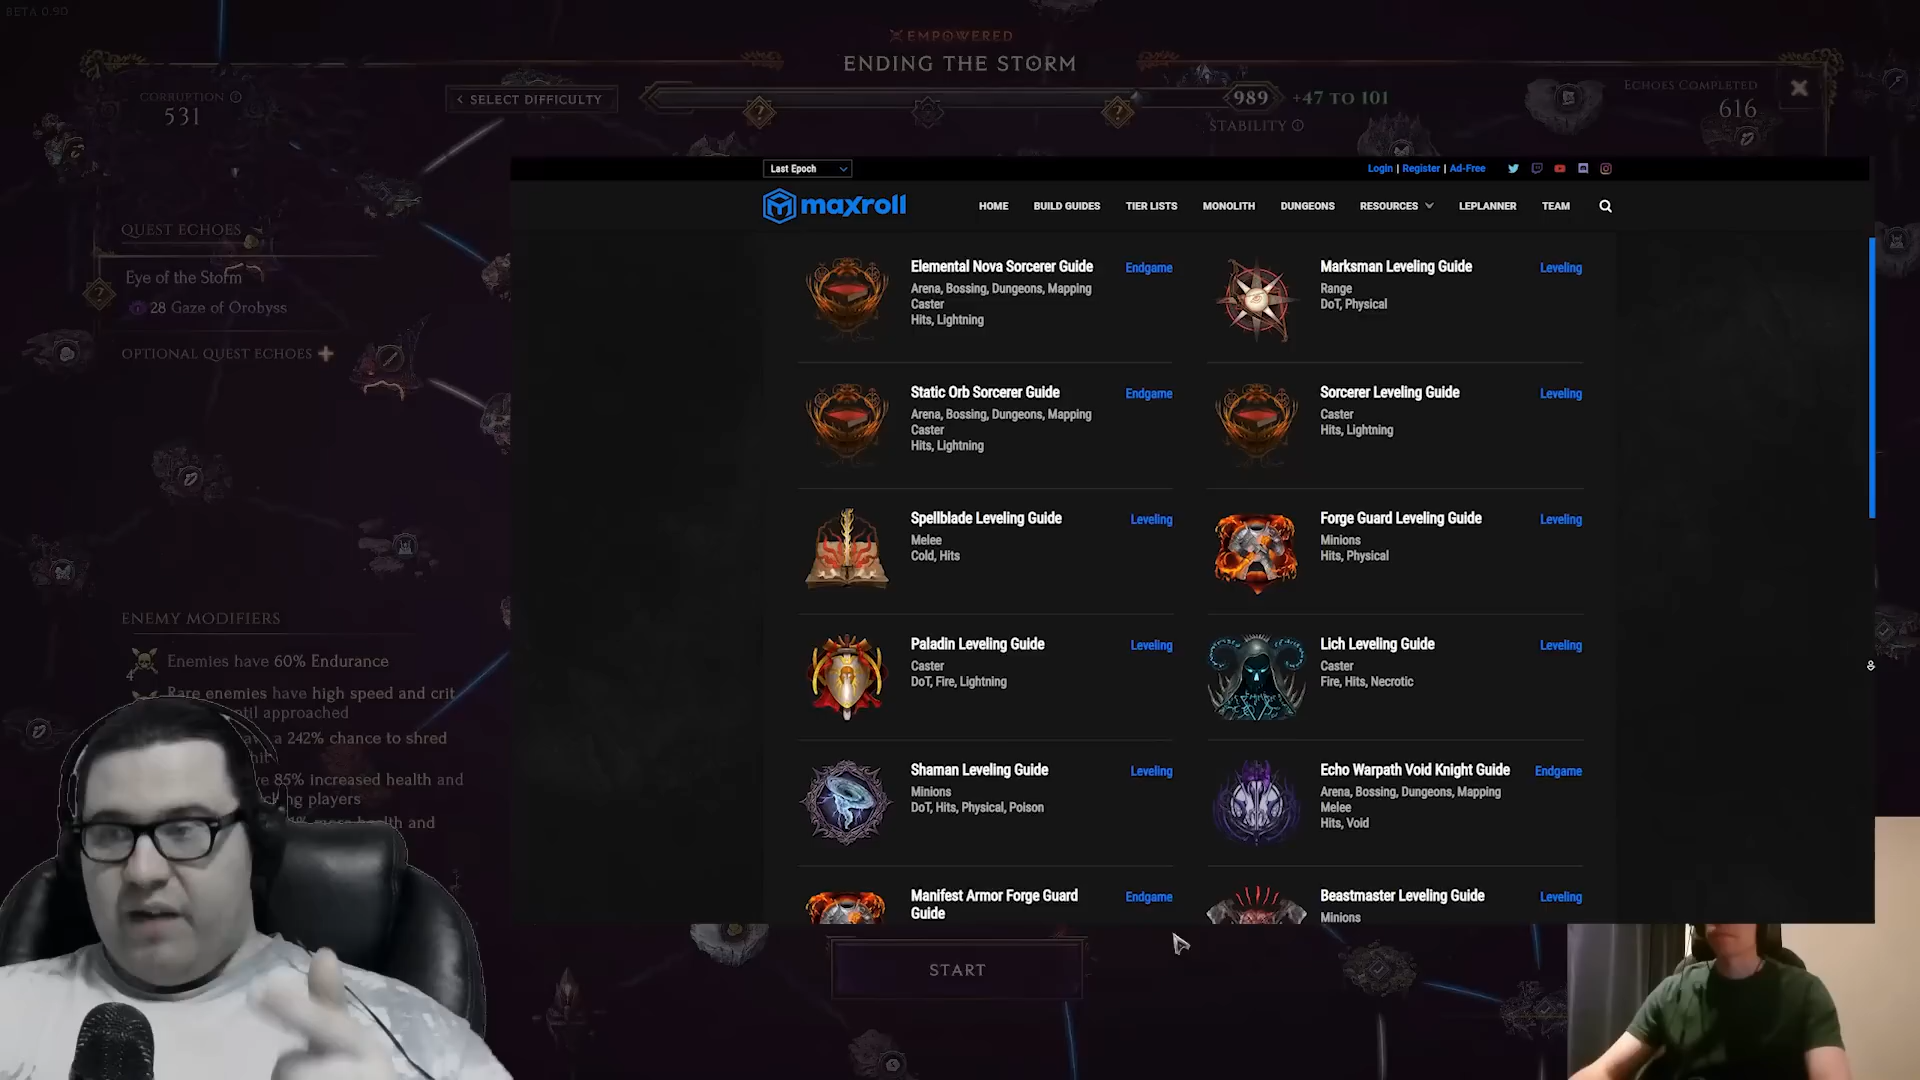 BETA 0.90
EMPOWERED
ENDING THE STORM
CORRUPTION
531
< SELECT DIFFICULTY
989
+47 TO 101
STABILITY
ECHOES COMPLETED
616
QUEST ECHOES
Eye of the Storm
28 Gaze of Orobyss
OPTIONAL QUEST ECHOES +
ENEMY MODIFIERS
Enemies have 60% Endurance
4
Rare enemies have high speed and crit
until approached
a 242% chance to shred
hit
85% increased health and
players
more health and
Last Epoch
Login | Register | Ad-Free
maxroll
HOME
BUILD GUIDES
TIER LISTS
MONOLITH
DUNGEONS
RESOURCES
LEPLANNER
TEAM
Elemental Nova Sorcerer Guide
Endgame
Arena, Bossing, Dungeons, Mapping
Caster
Hits, Lightning
Marksman Leveling Guide
Leveling
Range
DoT, Physical
Static Orb Sorcerer Guide
Endgame
Arena, Bossing, Dungeons, Mapping
Caster
Hits, Lightning
Sorcerer Leveling Guide
Leveling
Caster
Hits, Lightning
Spellblade Leveling Guide
Leveling
Melee
Cold, Hits
Forge Guard Leveling Guide
Leveling
Minions
Hits, Physical
Paladin Leveling Guide
Leveling
Caster
DoT, Fire, Lightning
Lich Leveling Guide
Leveling
Caster
Fire, Hits, Necrotic
Shaman Leveling Guide
Leveling
Minions
DoT, Hits, Physical, Poison
Echo Warpath Void Knight Guide
Endgame
Arena, Bossing, Dungeons, Mapping
Melee
Hits, Void
Manifest Armor Forge Guard
Guide
Endgame
Beastmaster Leveling Guide
Leveling
Minions
START